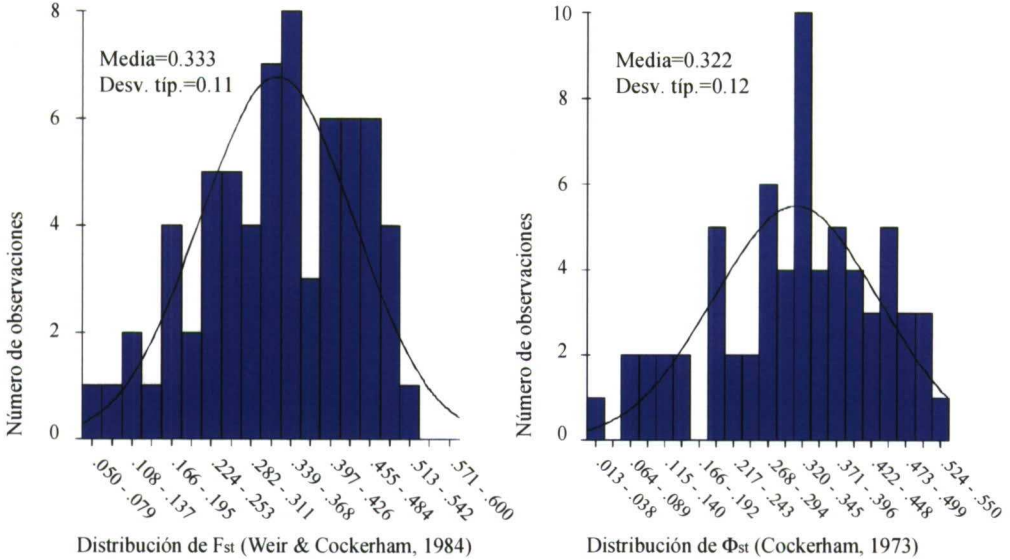 8
6
4
2
0
Número de observaciones
Media=0.333
Desv. típ.=0.11
.050 - .079
.108 - .137
.166 - .195
.224 - .253
.282 - .311
.339 - .368
.397 - .426
.455 - .484
.513 - .542
.571 - .600
Distribución de Fst (Weir & Cockerham, 1984)
10
8
6
4
2
0
Número de observaciones
Media=0.322
Desv. típ.=0.12
.013 - .038
.064 - .089
.115 - .140
.166 - .192
.217 - .243
.268 - .294
.320 - .345
.371 - .396
.422 - .448
.473 - .499
.524 - .550
Distribución de Φst (Cockerham, 1973)